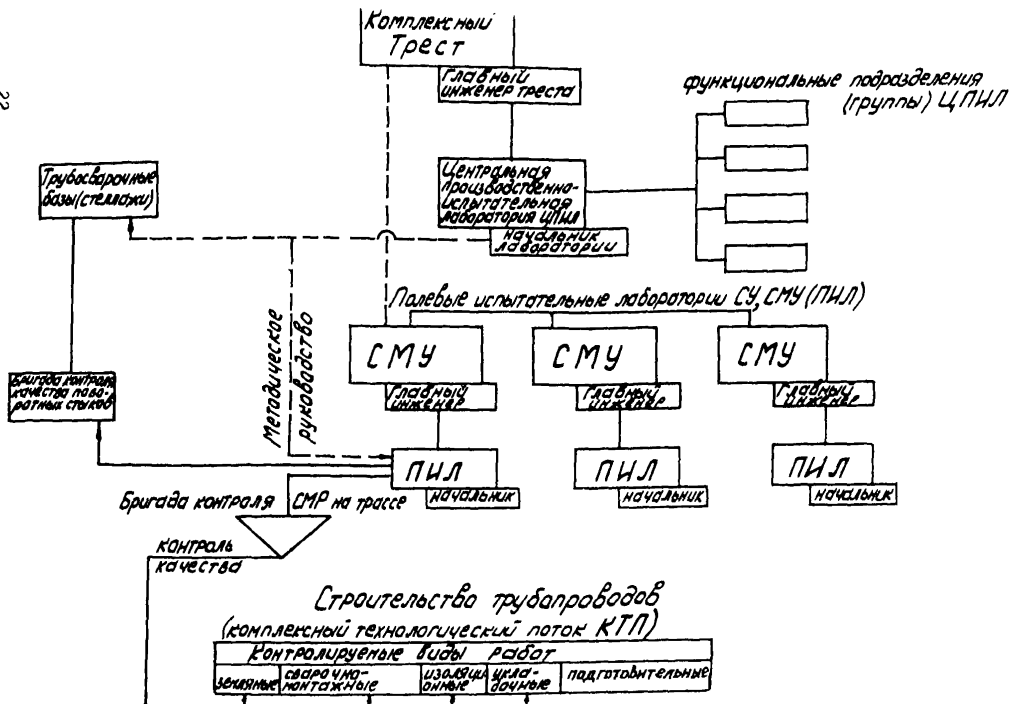 Комплексный
Трест
Главный
инженер треста
функциональные подразделения
(группы) ЦПИЛ
22
Центральная
производственно-
испытательная
лаборатория ЦПИЛ
начальник
лаборатории
Трубосварочные
базы (стеллажи)
Полевые испытательные лаборатории СУ, СМУ (ПИЛ)
СМУ
СМУ
СМУ
Главный
инженер
Главный
инженер
Главный
инженер
Методическое
руководство
Бригада контроля
качества пово-
ротных стыков
ПИЛ
ПИЛ
ПИЛ
начальник
начальник
начальник
Бригада контроля СМР на трассе
контроль
качества
Строительство трубопроводов
(комплексный технологический поток КТП)
Контролируемые виды работ
земляные
сварочно-
монтажные
изоляци-
онные
укла-
дочные
подготовительные